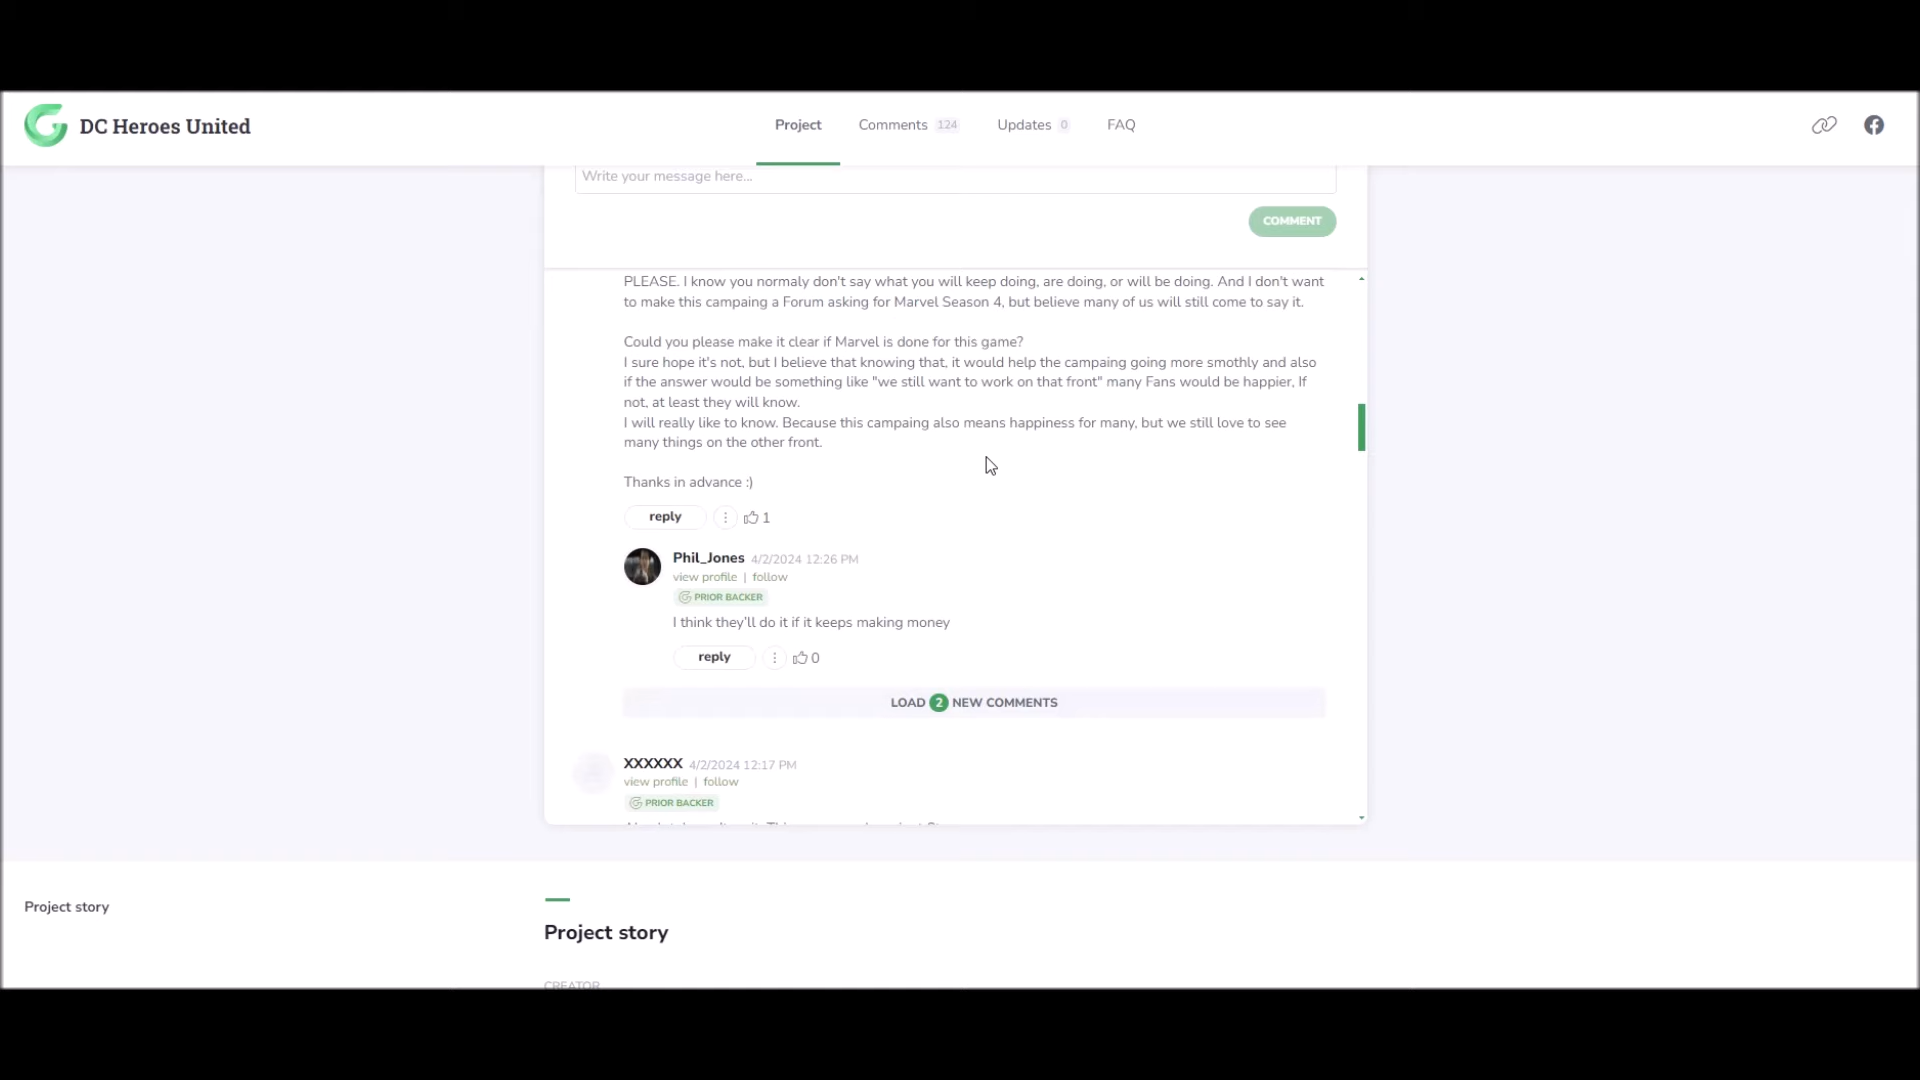 DC Heroes United
Project
Comments 124
Updates 0
FAQ
Write your message here...
COMMENT
PLEASE. I know you normaly don't say what you will keep doing, are doing, or will be doing. And I don't want
to make this campaing a Forum asking for Marvel Season 4, but believe many of us will still come to say it.
Could you please make it clear if Marvel is done for this game?
I sure hope it's not, but I believe that knowing that, it would help the campaing going more smothly and also
if the answer would be something like "we still want to work on that front" many Fans would be happier, If
not, at least they will know.
I will really like to know. Because this campaing also means happiness for many, but we still love to see
many things on the other front.
Thanks in advance :)
reply
1
Phil_Jones 4/2/2024 12:26 PM
view profile | follow
PRIOR BACKER
I think they'll do it if it keeps making money
reply
0
LOAD 2 NEW COMMENTS
XXXXXX 4/2/2024 12:17 PM
view profile | follow
PRIOR BACKER
Project story
Project story
CREATOR